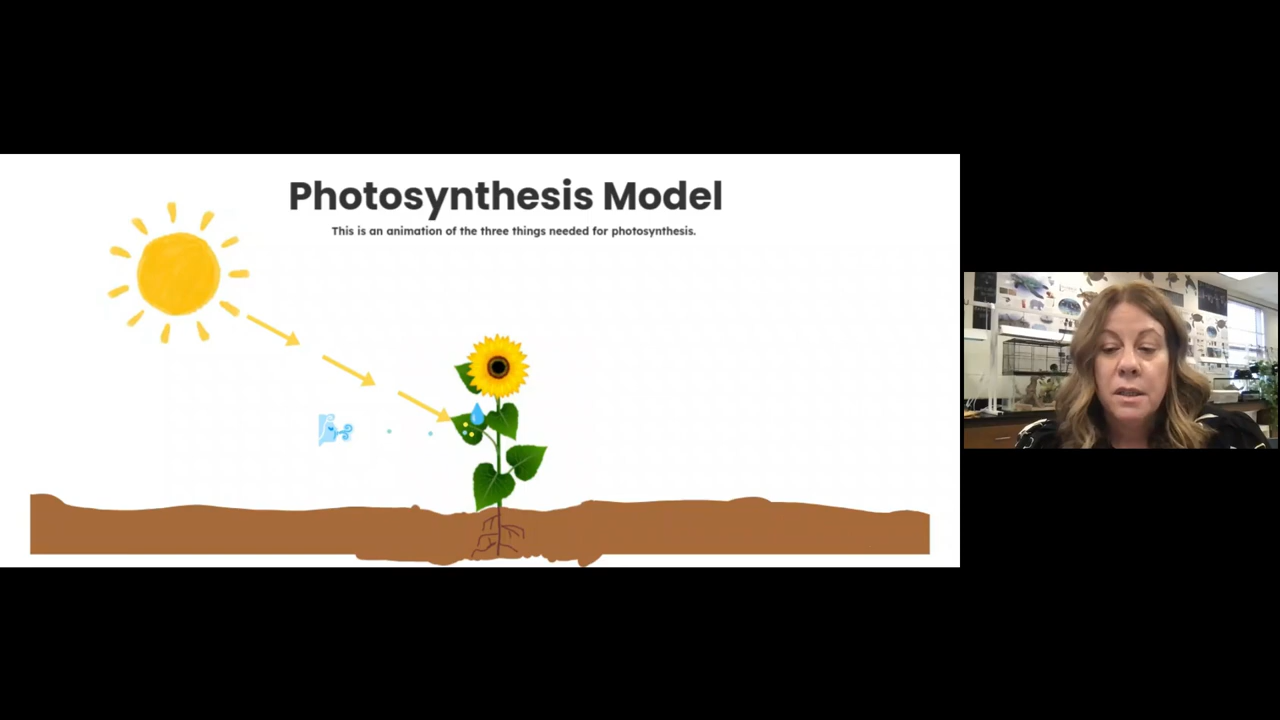 Photosynthesis Model
This is an animation of the three things needed for photosynthesis.